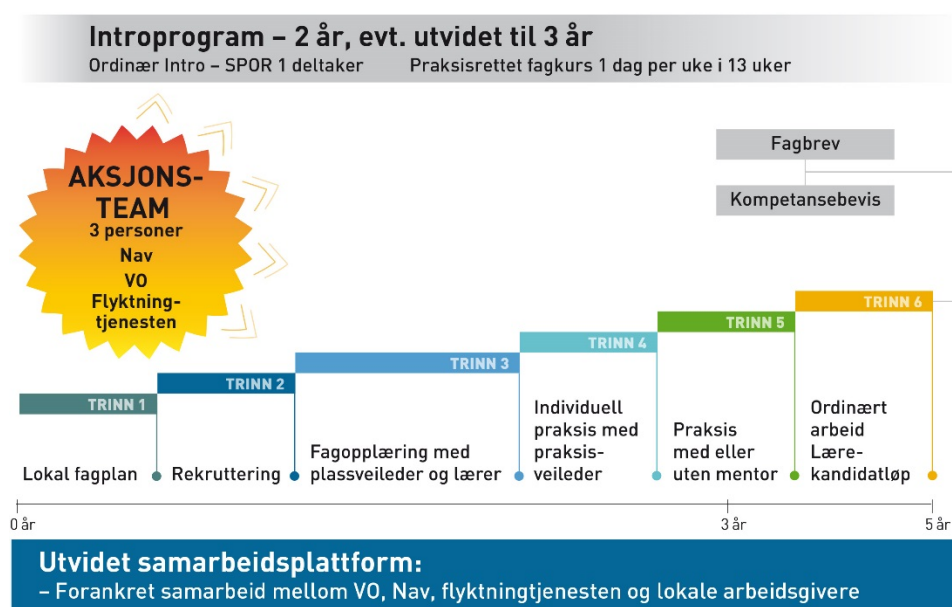 Introprogram – 2 år, evt. utvidet til 3 år
Ordinær Intro – SPOR 1 deltaker Praksisrettet fagkurs 1 dag per uke i 13 uker
AKSJONS-
TEAM
3 personer
Nav
VO
Flyktning-
tjenesten
Fagbrev
Kompetansebevis
TRINN 1
Lokal fagplan
TRINN 2
Rekruttering
TRINN 3
Fagopplæring med
plassveileder og lærer
TRINN 4
Individuell
praksis med
praksis-
veileder
TRINN 5
Praksis
med eller
uten mentor
TRINN 6
Ordinært
arbeid
Lære-
kandidatløp
0 år
3 år
5 år
Utvidet samarbeidsplattform:
– Forankret samarbeid mellom VO, Nav, flyktningtjenesten og lokale arbeidsgivere